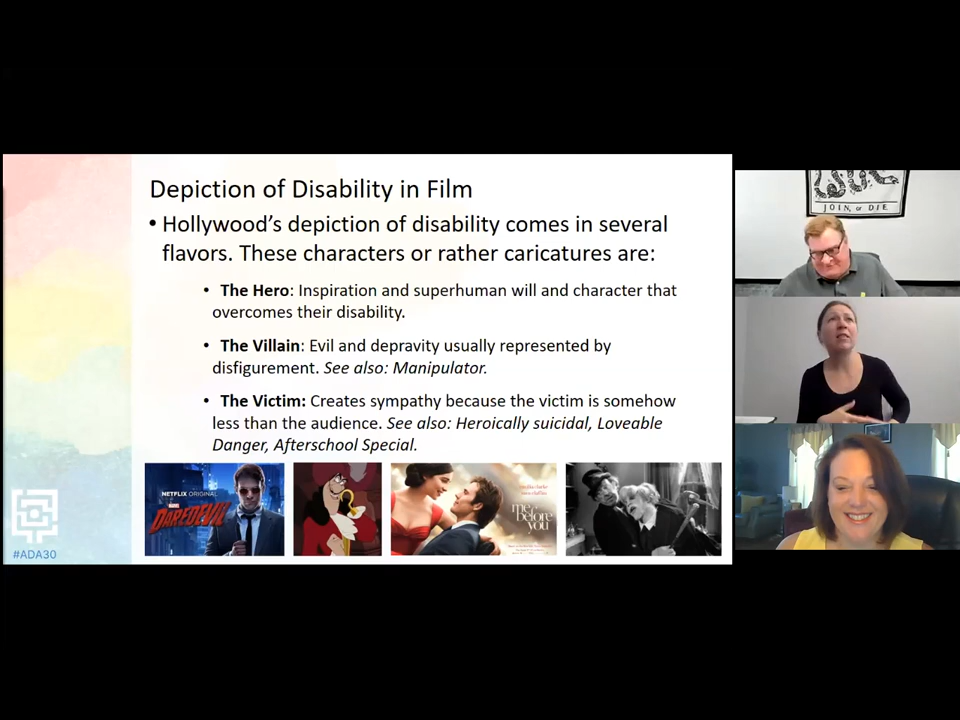 Depiction of Disability in Film
• Hollywood's depiction of disability comes in several
flavors. These characters or rather caricatures are:
• The Hero: Inspiration and superhuman will and character that
overcomes their disability.
• The Villain: Evil and depravity usually represented by
disfigurement. See also: Manipulator.
• The Victim: Creates sympathy because the victim is somehow
less than the audience. See also: Heroically suicidal, Loveable
Danger, Afterschool Special.
NETFLIX ORIGINAL
MARVEL
DAREDEVIL
me
before
you
#ADA30
JOIN, or DIE